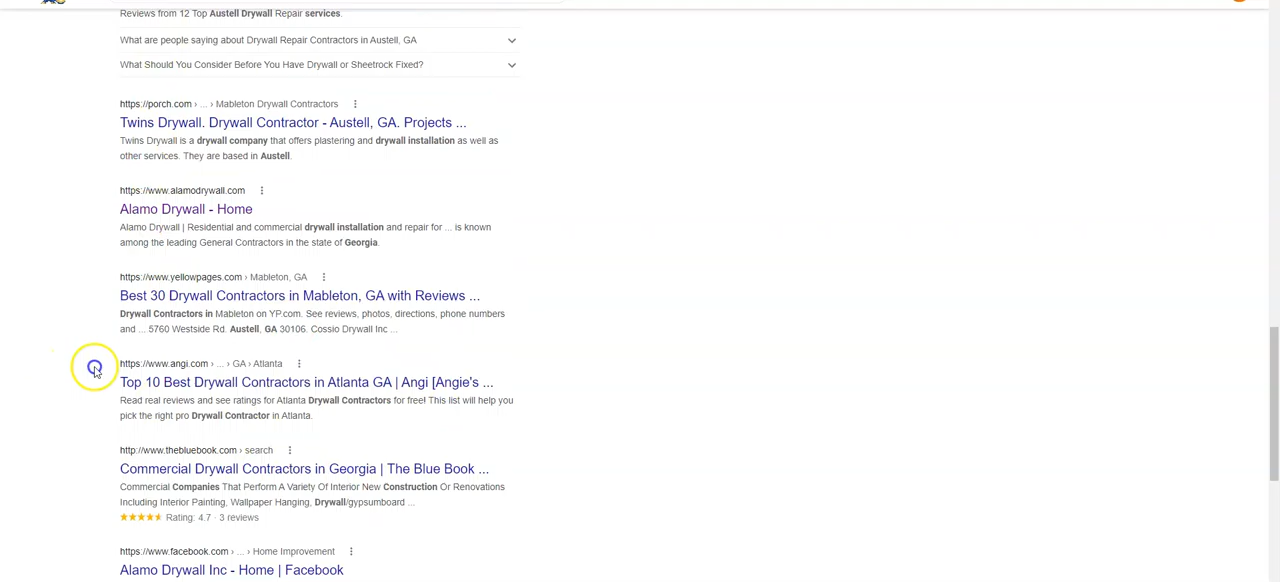 Reviews from 12 Top Austell Drywall Repair services.
What are people saying about Drywall Repair Contractors in Austell, GA
What Should You Consider Before You Have Drywall or Sheetrock Fixed?
https://porch.com › ... › Mableton Drywall Contractors
Twins Drywall. Drywall Contractor - Austell, GA. Projects ...
Twins Drywall is a drywall company that offers plastering and drywall installation as well as
other services. They are based in Austell.
https://www.alamodrywall.com
Alamo Drywall - Home
Alamo Drywall | Residential and commercial drywall installation and repair for ... is known
among the leading General Contractors in the state of Georgia.
https://www.yellowpages.com › Mableton, GA
Best 30 Drywall Contractors in Mableton, GA with Reviews ...
Drywall Contractors in Mableton on YP.com. See reviews, photos, directions, phone numbers
and ... 5760 Westside Rd. Austell, GA 30106. Cossio Drywall Inc ...
https://www.angi.com › ... › GA › Atlanta
Top 10 Best Drywall Contractors in Atlanta GA | Angi [Angie's ...
Read real reviews and see ratings for Atlanta Drywall Contractors for free! This list will help you
pick the right pro Drywall Contractor in Atlanta.
http://www.thebluebook.com › search
Commercial Drywall Contractors in Georgia | The Blue Book ...
Commercial Companies That Perform A Variety Of Interior New Construction Or Renovations
Including Interior Painting, Wallpaper Hanging, Drywall/gypsumboard ...
Rating: 4.7 · 3 reviews
https://www.facebook.com › ... › Home Improvement
Alamo Drywall Inc - Home | Facebook